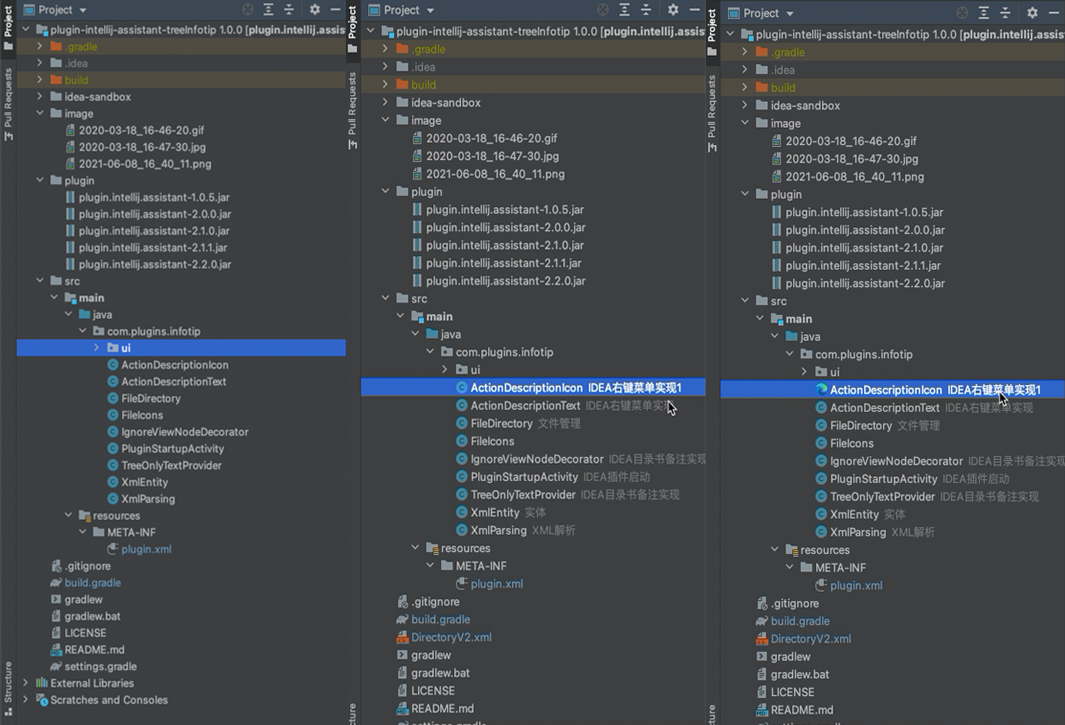 Project
plugin-intellij-assistant-treeInfotip 1.0.0 [plugin.intellij.assis
.gradle
.idea
build
idea-sandbox
image
2020-03-18_16-46-20.gif
2020-03-18_16-47-30.jpg
2021-06-08_16_40_11.png
plugin
plugin.intellij.assistant-1.0.5.jar
plugin.intellij.assistant-2.0.0.jar
plugin.intellij.assistant-2.1.0.jar
plugin.intellij.assistant-2.1.1.jar
plugin.intellij.assistant-2.2.0.jar
src
main
java
com.plugins.infotip
ui
ActionDescriptionIcon
ActionDescriptionText
FileDirectory
FileIcons
IgnoreViewNodeDecorator
PluginStartupActivity
TreeOnlyTextProvider
XmlEntity
XmlParsing
resources
META-INF
plugin.xml
.gitignore
build.gradle
gradlew
gradlew.bat
LICENSE
README.md
settings.gradle
External Libraries
Scratches and Consoles
Project
Pull Requests
Structure
Project
plugin-intellij-assistant-treeInfotip 1.0.0 [plugin.intellij.assis
.gradle
.idea
build
idea-sandbox
image
2020-03-18_16-46-20.gif
2020-03-18_16-47-30.jpg
2021-06-08_16_40_11.png
plugin
plugin.intellij.assistant-1.0.5.jar
plugin.intellij.assistant-2.0.0.jar
plugin.intellij.assistant-2.1.0.jar
plugin.intellij.assistant-2.1.1.jar
plugin.intellij.assistant-2.2.0.jar
src
main
java
com.plugins.infotip
ui
ActionDescriptionIcon IDEA右键菜单实现1
ActionDescriptionText IDEA右键菜单实现
FileDirectory 文件管理
FileIcons
IgnoreViewNodeDecorator IDEA目录书备注实现
PluginStartupActivity IDEA插件启动
TreeOnlyTextProvider IDEA目录书备注实现
XmlEntity 实体
XmlParsing XML解析
resources
META-INF
plugin.xml
.gitignore
build.gradle
DirectoryV2.xml
gradlew
gradlew.bat
LICENSE
README.md
settings.gradle
Project
Pull Requests
Project
plugin-intellij-assistant-treeInfotip 1.0.0 [plugin.intellij.ass
.gradle
.idea
build
idea-sandbox
image
2020-03-18_16-46-20.gif
2020-03-18_16-47-30.jpg
2021-06-08_16_40_11.png
plugin
plugin.intellij.assistant-1.0.5.jar
plugin.intellij.assistant-2.0.0.jar
plugin.intellij.assistant-2.1.0.jar
plugin.intellij.assistant-2.1.1.jar
plugin.intellij.assistant-2.2.0.jar
src
main
java
com.plugins.infotip
ui
ActionDescriptionIcon IDEA右键菜单实现1
ActionDescriptionText IDEA右键菜单实现
FileDirectory 文件管理
FileIcons
IgnoreViewNodeDecorator IDEA目录书备注实现
PluginStartupActivity IDEA插件启动
TreeOnlyTextProvider IDEA目录书备注实现
XmlEntity 实体
XmlParsing XML解析
resources
META-INF
plugin.xml
.gitignore
build.gradle
DirectoryV2.xml
gradlew
gradlew.bat
LICENSE
README.md
Project
Pull Requests